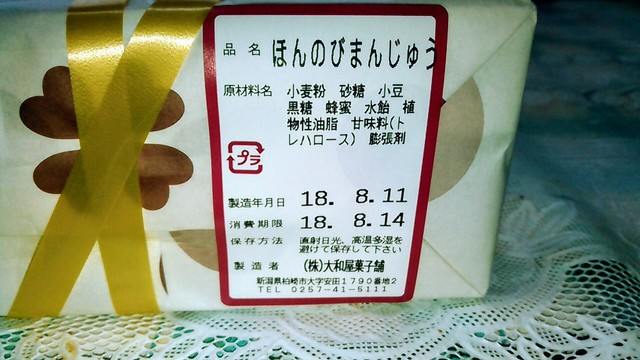 品名 ほんのびまんじゅう
原材料名 小麦粉 砂糖 小豆
黒糖 蜂蜜 水飴 植
物性油脂 甘味料(ト
レハロース) 膨張剤
プラ
製造年月日 18. 8.11
消費期限 18. 8.14
保存方法 直射日光、高温多湿を
避けて保存して下さい
製造者 (株)大和屋菓子舗
新潟県柏崎市大字安田1790番地2
TEL 0257-41-5111